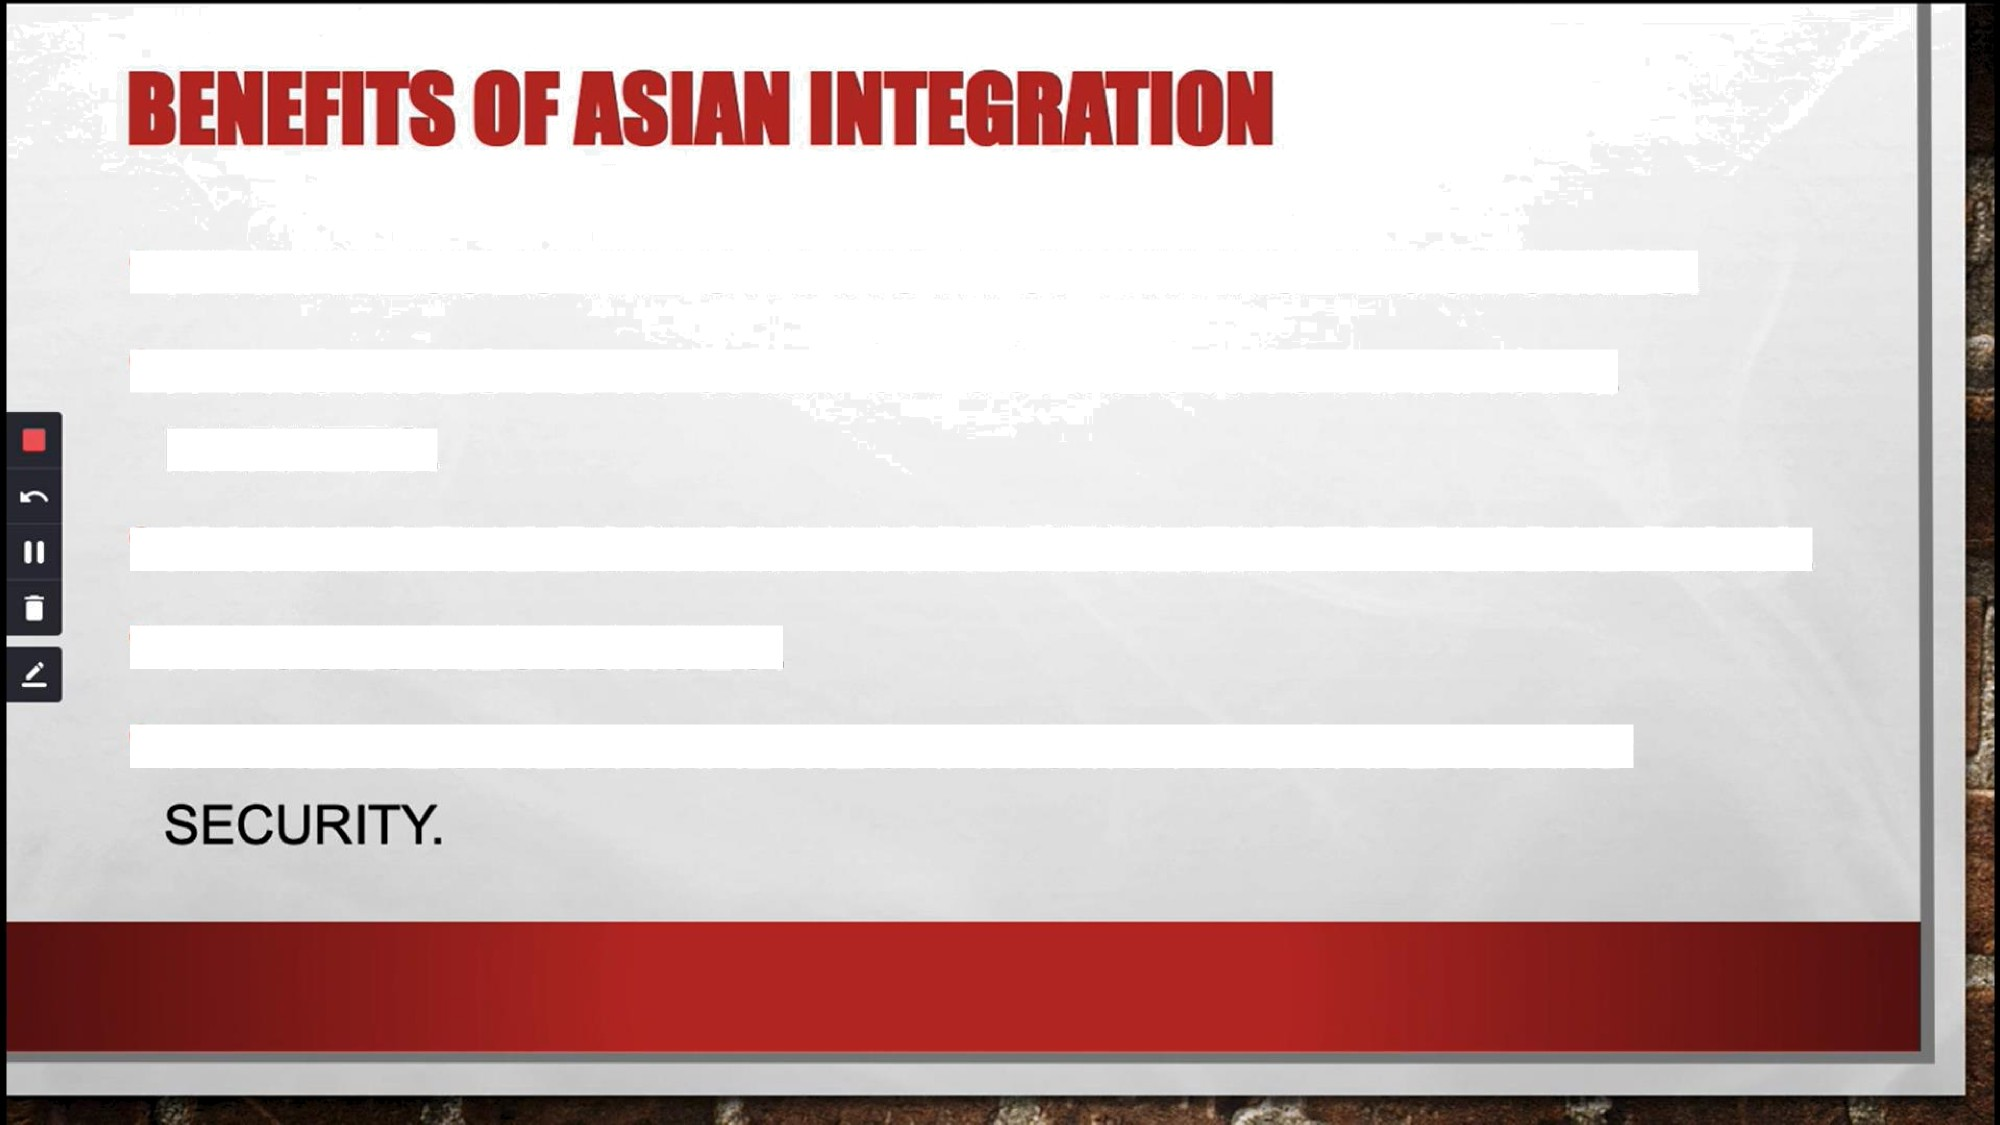 BENEFITS OF ASIAN INTEGRATION
SECURITY.